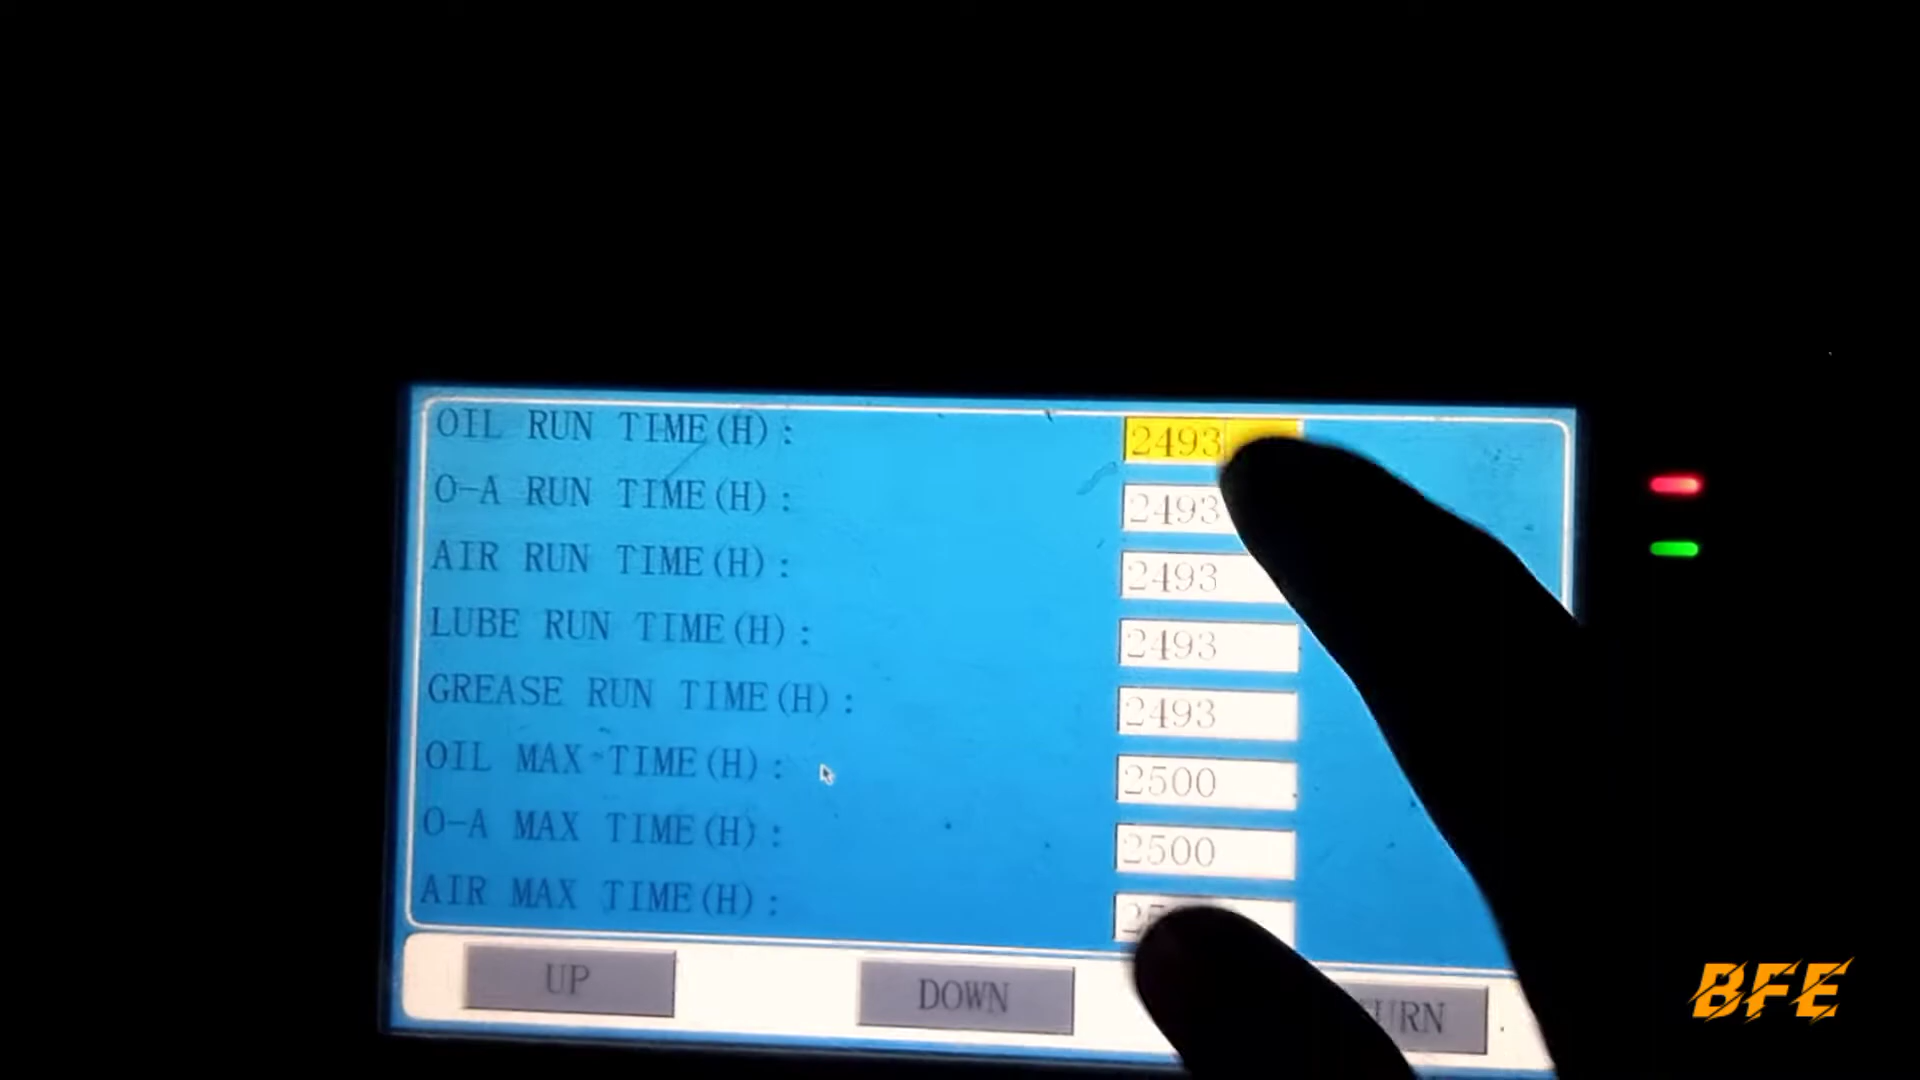 OIL RUN TIME(H): 2493
O-A RUN TIME(H): 2493
AIR RUN TIME(H): 2493
LUBE RUN TIME(H): 2493
GREASE RUN TIME(H): 2493
OIL MAX TIME(H): 2500
O-A MAX TIME(H): 2500
AIR MAX TIME(H):
UP DOWN
BFE